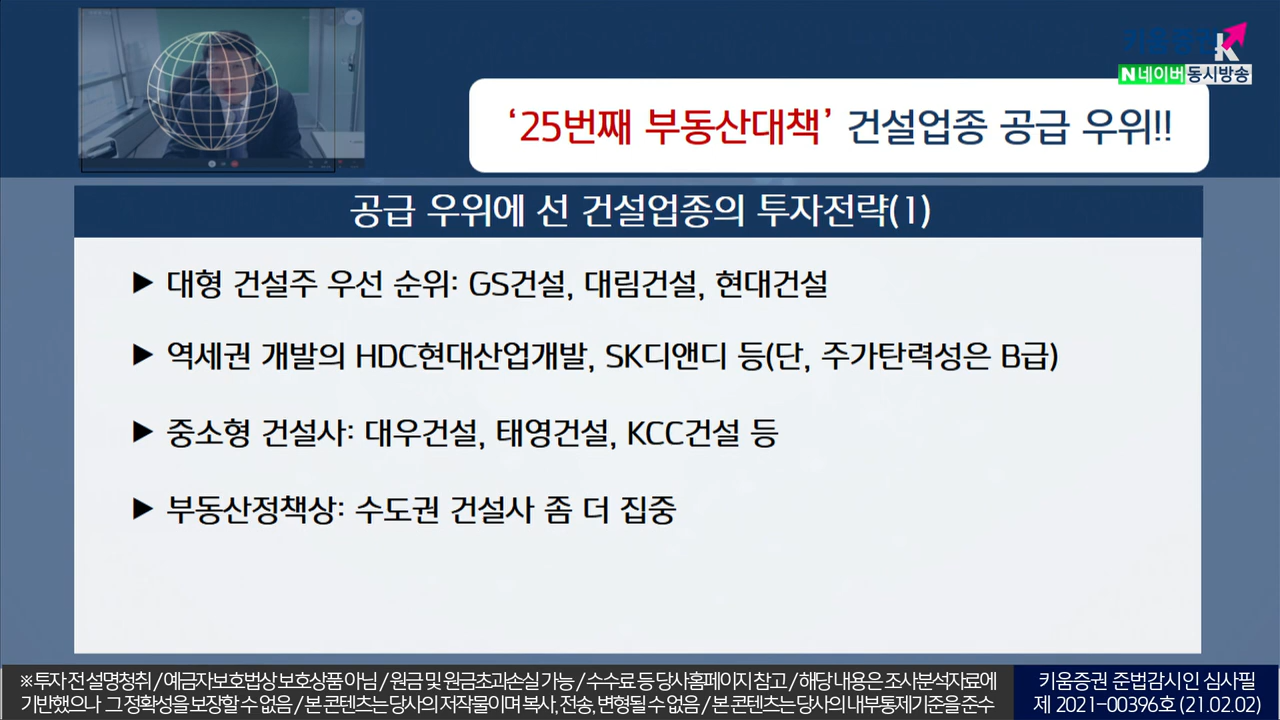 키움증권
N 네이버 동시방송
‘25번째 부동산대책’ 건설업종 공급 우위!!
공급 우위에 선 건설업종의 투자전략(1)
▶ 대형 건설주 우선 순위: GS건설, 대림건설, 현대건설
▶ 역세권 개발의 HDC현대산업개발, SK디앤디 등(단, 주가탄력성은 B급)
▶ 중소형 건설사: 대우건설, 태영건설, KCC건설 등
▶ 부동산정책상: 수도권 건설사 좀 더 집중
※투자 전 설명청취 / 예금자보호법상 보호상품 아님 / 원금 및 원금초과손실 가능 / 수수료 등 당사홈페이지 참고 / 해당 내용은 조사분석자료에
기반했으나 그 정확성을 보장할 수 없음 / 본 콘텐츠는 당사의 저작물이며 복사, 전송, 변형될 수 없음 / 본 콘텐츠는 당사의 내부통제기준을 준수
키움증권 준법감시인 심사필
제 2021-00396호 (21.02.02)